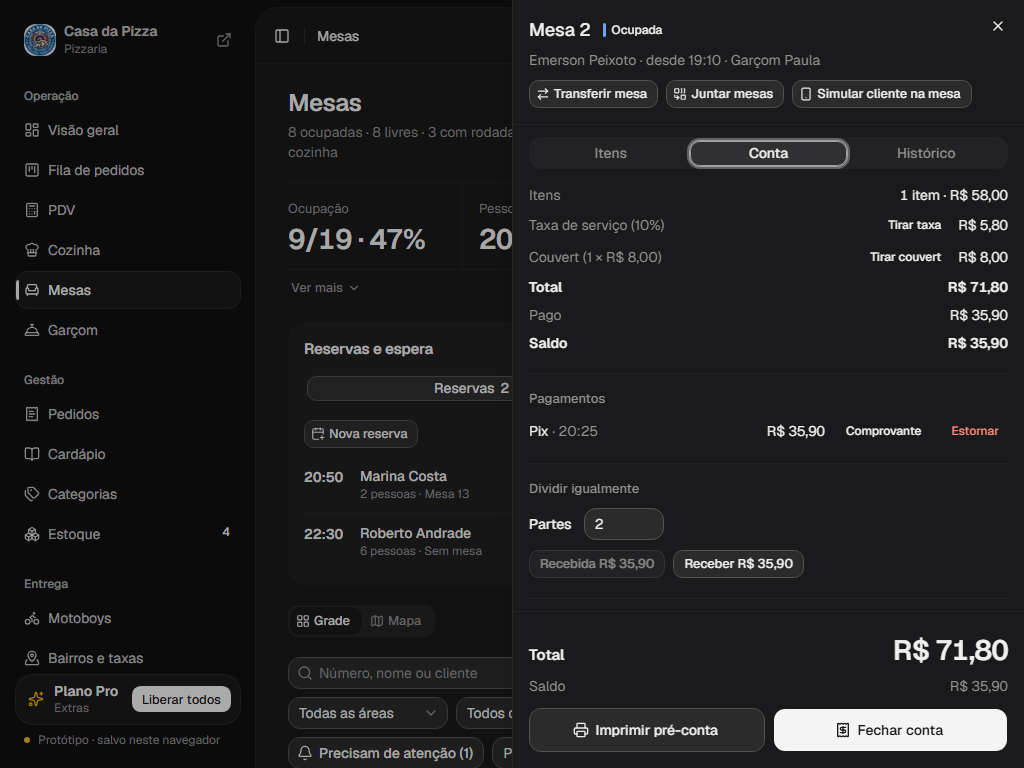 Casa da Pizza
Pizzaria
Operação
Visão geral
Fila de pedidos
PDV
Cozinha
Mesas
Garçom
Gestão
Pedidos
Cardápio
Categorias
Estoque 4
Entrega
Motoboys
Bairros e taxas
Plano Pro
Extras
Liberar todos
Protótipo · salvo neste navegador
Mesas
Mesas
8 ocupadas · 8 livres · 3 com rodada
cozinha
Ocupação
9/19 · 47%
Pesso
20
Ver mais
Reservas e espera
Reservas 2
Nova reserva
20:50 Marina Costa
2 pessoas · Mesa 13
22:30 Roberto Andrade
6 pessoas · Sem mesa
Grade Mapa
Número, nome ou cliente
Todas as áreas
Todos
Precisam de atenção (1)
P
Mesa 2 Ocupada
Emerson Peixoto · desde 19:10 · Garçom Paula
Transferir mesa Juntar mesas Simular cliente na mesa
Itens Conta Histórico
Itens 1 item · R$ 58,00
Taxa de serviço (10%) Tirar taxa R$ 5,80
Couvert (1 × R$ 8,00) Tirar couvert R$ 8,00
Total R$ 71,80
Pago R$ 35,90
Saldo R$ 35,90
Pagamentos
Pix · 20:25 R$ 35,90 Comprovante Estornar
Dividir igualmente
Partes 2
Recebida R$ 35,90 Receber R$ 35,90
Total R$ 71,80
Saldo R$ 35,90
Imprimir pré-conta Fechar conta